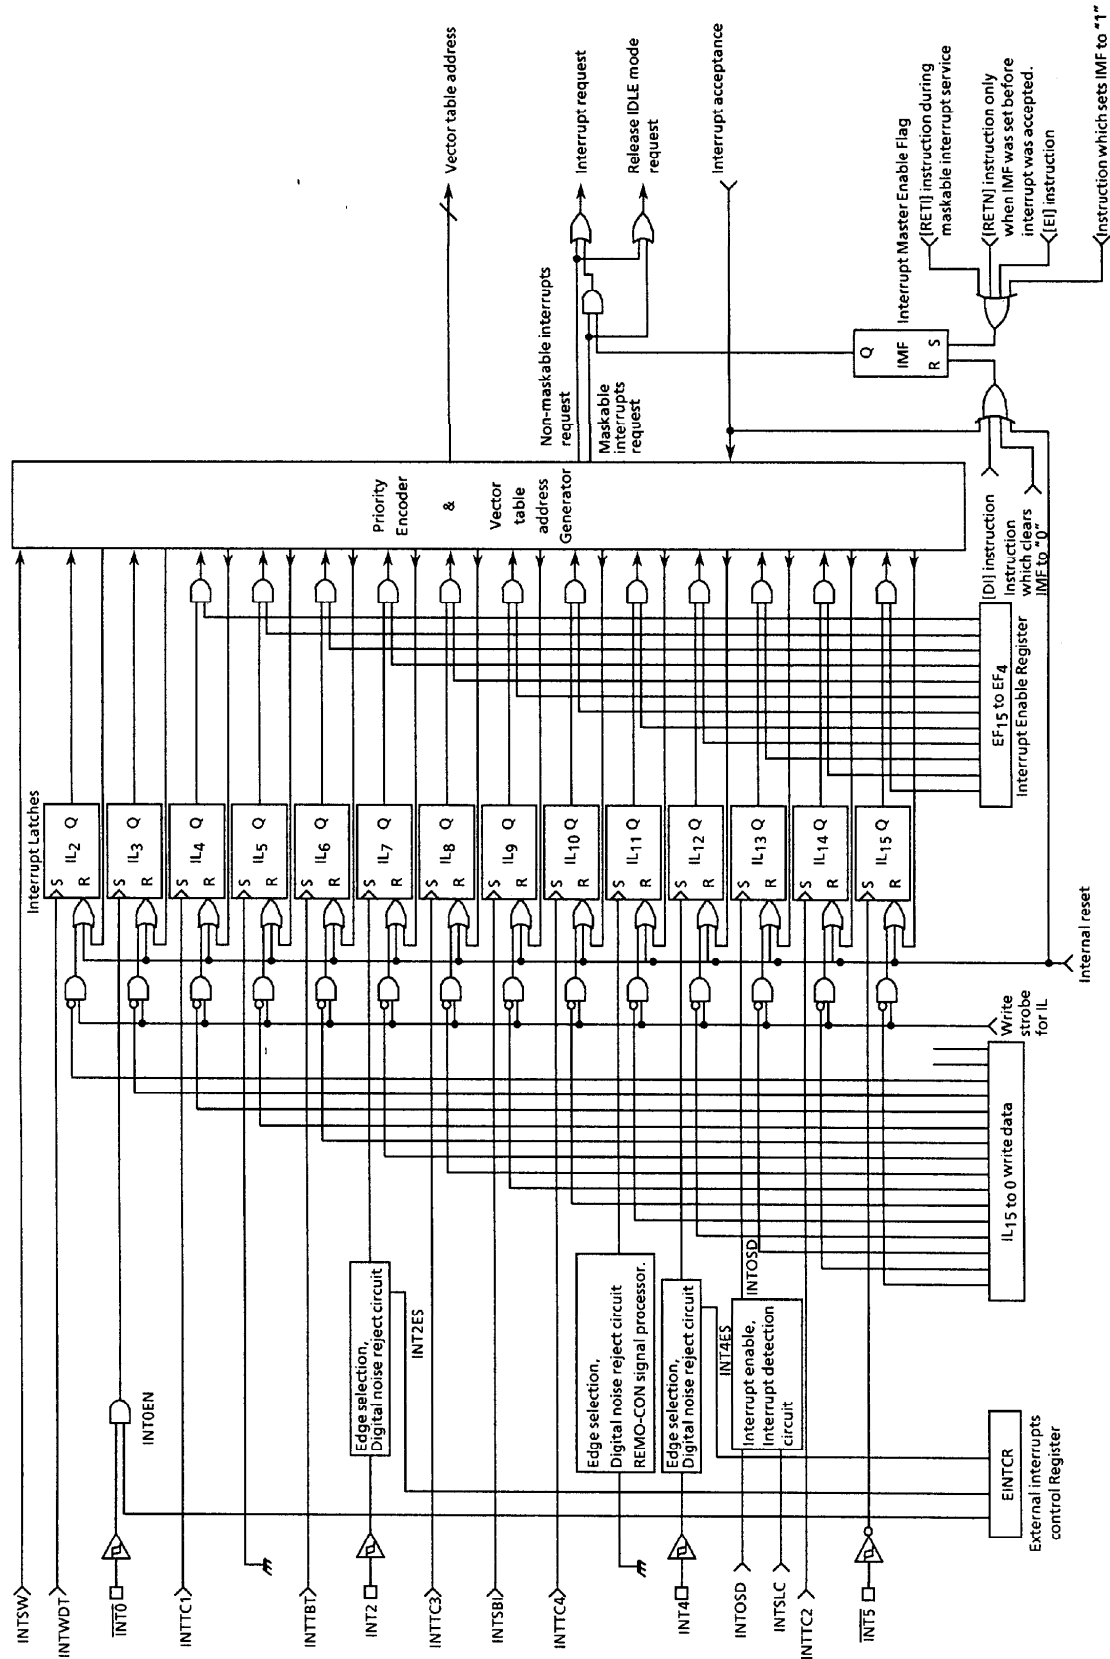 INTSW
INTWDT
INT0
INTTC1
INTTBT
INT2
INTTC3
INTSBI
INTTC4
INT4
INTOSD
INTSLC
INTTC2
INT5
INT0EN
Edge selection,
Digital noise reject circuit
INT2ES
Edge selection,
Digital noise reject circuit
REMO-CON signal processor.
Edge selection,
Digital noise reject circuit
INT4ES
Interrupt enable,
Interrupt detection
circuit
INTOSD
EINTCR
External interrupts
control Register
IL15 to 0 write data
Write
strobe
for IL
Internal reset
Interrupt Latches
S
IL2
Q
R
S
IL3
Q
R
S
IL4
Q
R
S
IL5
Q
R
S
IL6
Q
R
S
IL7
Q
R
S
IL8
Q
R
S
IL9
Q
R
S
IL10 Q
R
S
IL11 Q
R
S
IL12 Q
R
S
IL13 Q
R
S
IL14 Q
R
S
IL15 Q
R
EF15 to EF4
Interrupt Enable Register
Priority
Encoder
&
Vector
table
address
Generator
[DI] instruction
Instruction
which clears
IMF to "0"
Vector table address
Non-maskable interrupts
request
Maskable
interrupts
request
Interrupt request
Release IDLE mode
request
Interrupt acceptance
Q
IMF
R S
Interrupt Master Enable Flag
[RETI] instruction during
maskable interrupt service
[RETN] instruction only
when IMF was set before
interrupt was accepted.
[EI] instruction
Instruction which sets IMF to "1"